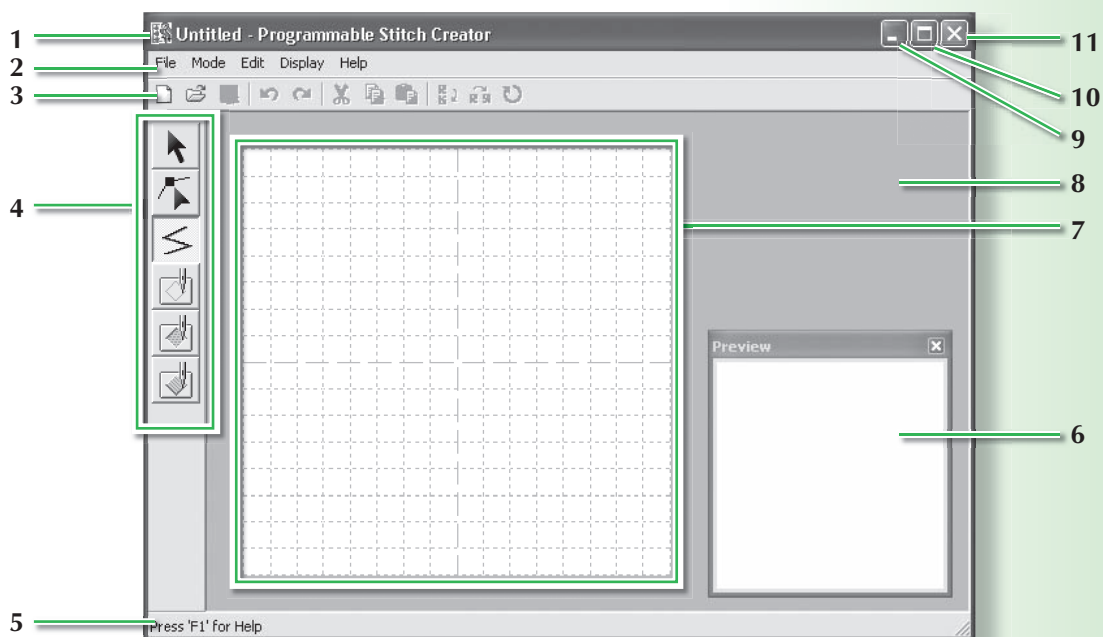 1
Untitled - Programmable Stitch Creator
11
2
File Mode Edit Display Help
3
10
9
4
8
7
Preview
6
5
Press 'F1' for Help